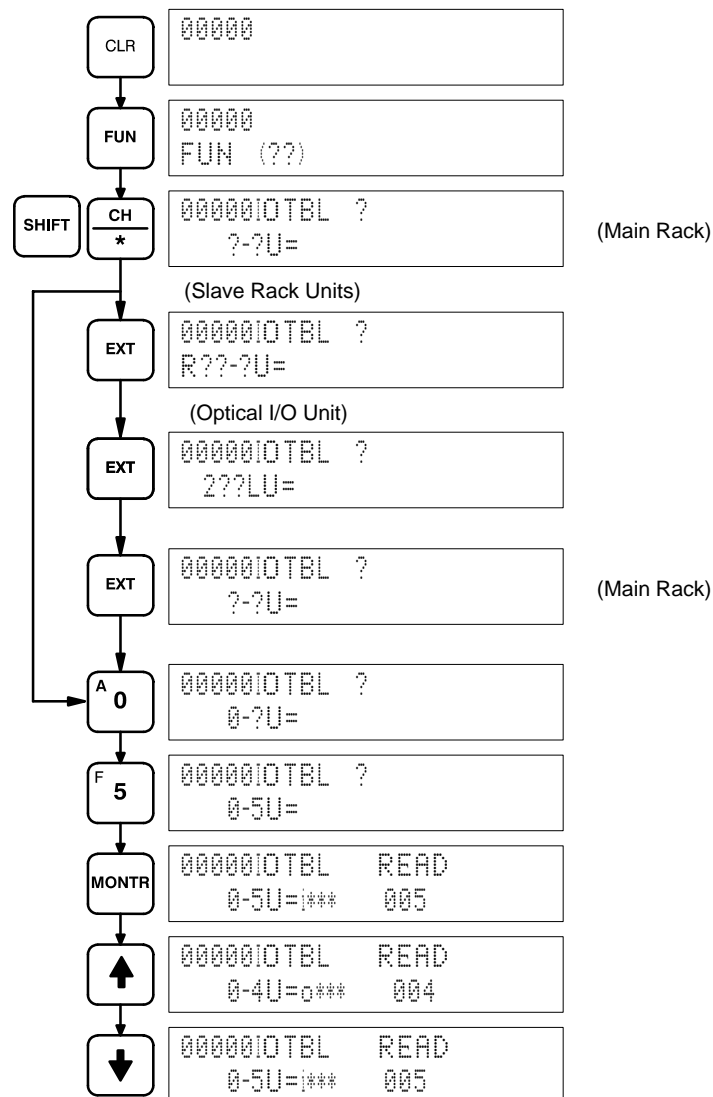 CLR
00000
FUN
00000
FUN (??)
SHIFT
CH
*
00000IOTBL ?
?-?U=
(Main Rack)
(Slave Rack Units)
EXT
00000IOTBL ?
R??-?U=
(Optical I/O Unit)
EXT
00000IOTBL ?
2??LU=
EXT
00000IOTBL ?
?-?U=
(Main Rack)
A
0
00000IOTBL ?
0-?U=
F
5
00000IOTBL ?
0-5U=
MONTR
00000IOTBL READ
0-5U=i*** 005
00000IOTBL READ
0-4U=o*** 004
00000IOTBL READ
0-5U=i*** 005